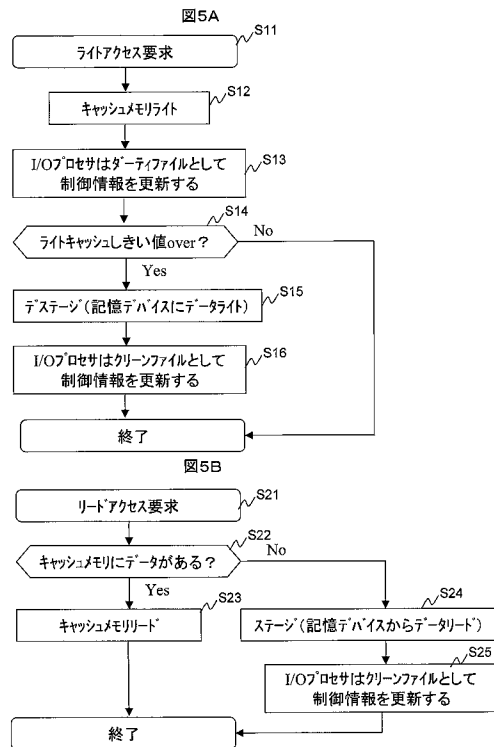 図5A
S11
ライトアクセス要求
S12
キャッシュメモリライト
S13
I/Oプロセサはダーティファイルとして
制御情報を更新する
S14
ライトキャッシュしきい値over?
No
Yes
S15
デステージ(記憶デバイスにデータライト)
S16
I/Oプロセサはクリーンファイルとして
制御情報を更新する
終了
図5B
S21
リードアクセス要求
S22
キャッシュメモリにデータがある?
No
Yes
S23
キャッシュメモリリード
S24
ステージ(記憶デバイスからデータリード)
S25
I/Oプロセサはクリーンファイルとして
制御情報を更新する
終了